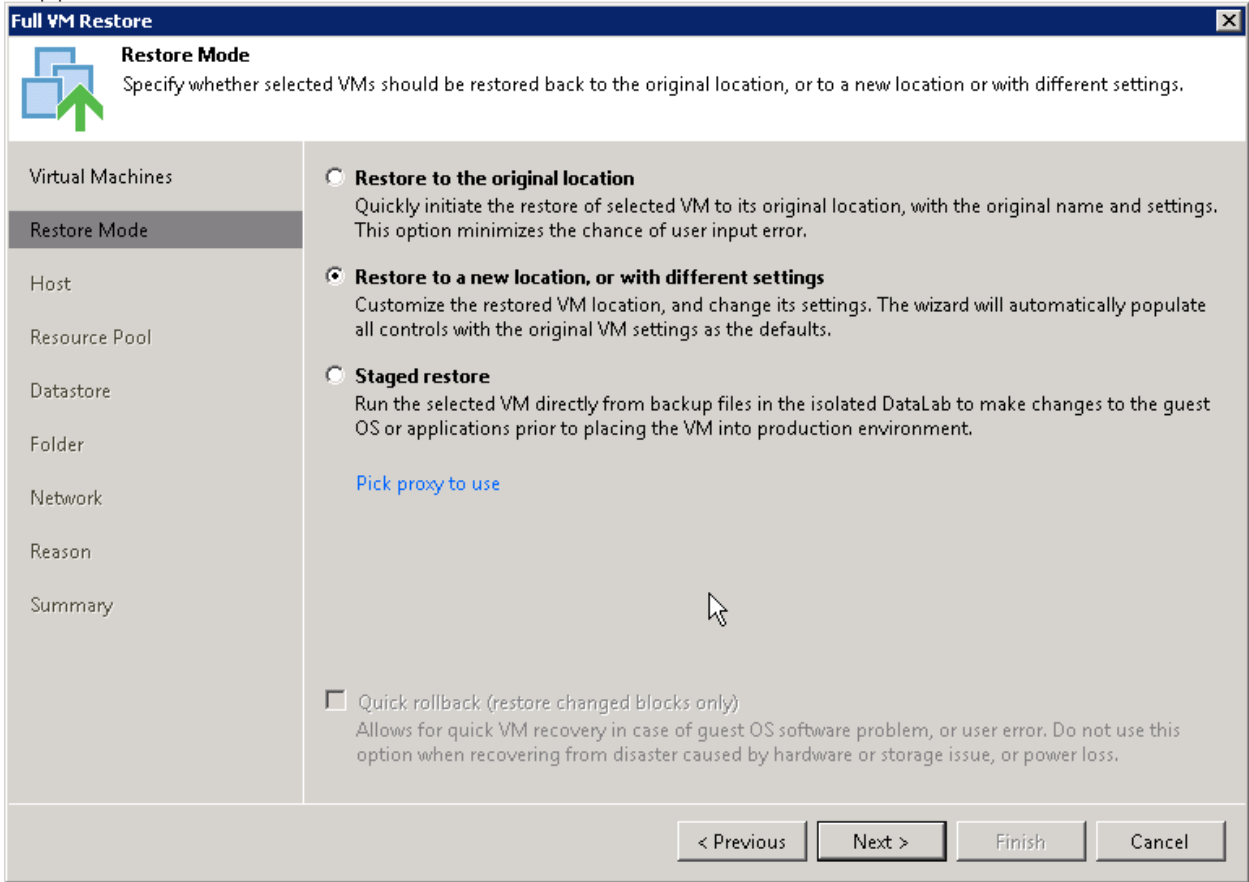 Full VM Restore
Restore Mode
Specify whether selected VMs should be restored back to the original location, or to a new location or with different settings.
Virtual Machines
Restore Mode
Host
Resource Pool
Datastore
Folder
Network
Reason
Summary
Restore to the original location
Quickly initiate the restore of selected VM to its original location, with the original name and settings.
This option minimizes the chance of user input error.
Restore to a new location, or with different settings
Customize the restored VM location, and change its settings. The wizard will automatically populate
all controls with the original VM settings as the defaults.
Staged restore
Run the selected VM directly from backup files in the isolated DataLab to make changes to the guest
OS or applications prior to placing the VM into production environment.
Pick proxy to use
Quick rollback (restore changed blocks only)
Allows for quick VM recovery in case of guest OS software problem, or user error. Do not use this
option when recovering from disaster caused by hardware or storage issue, or power loss.
< Previous
Next >
Finish
Cancel